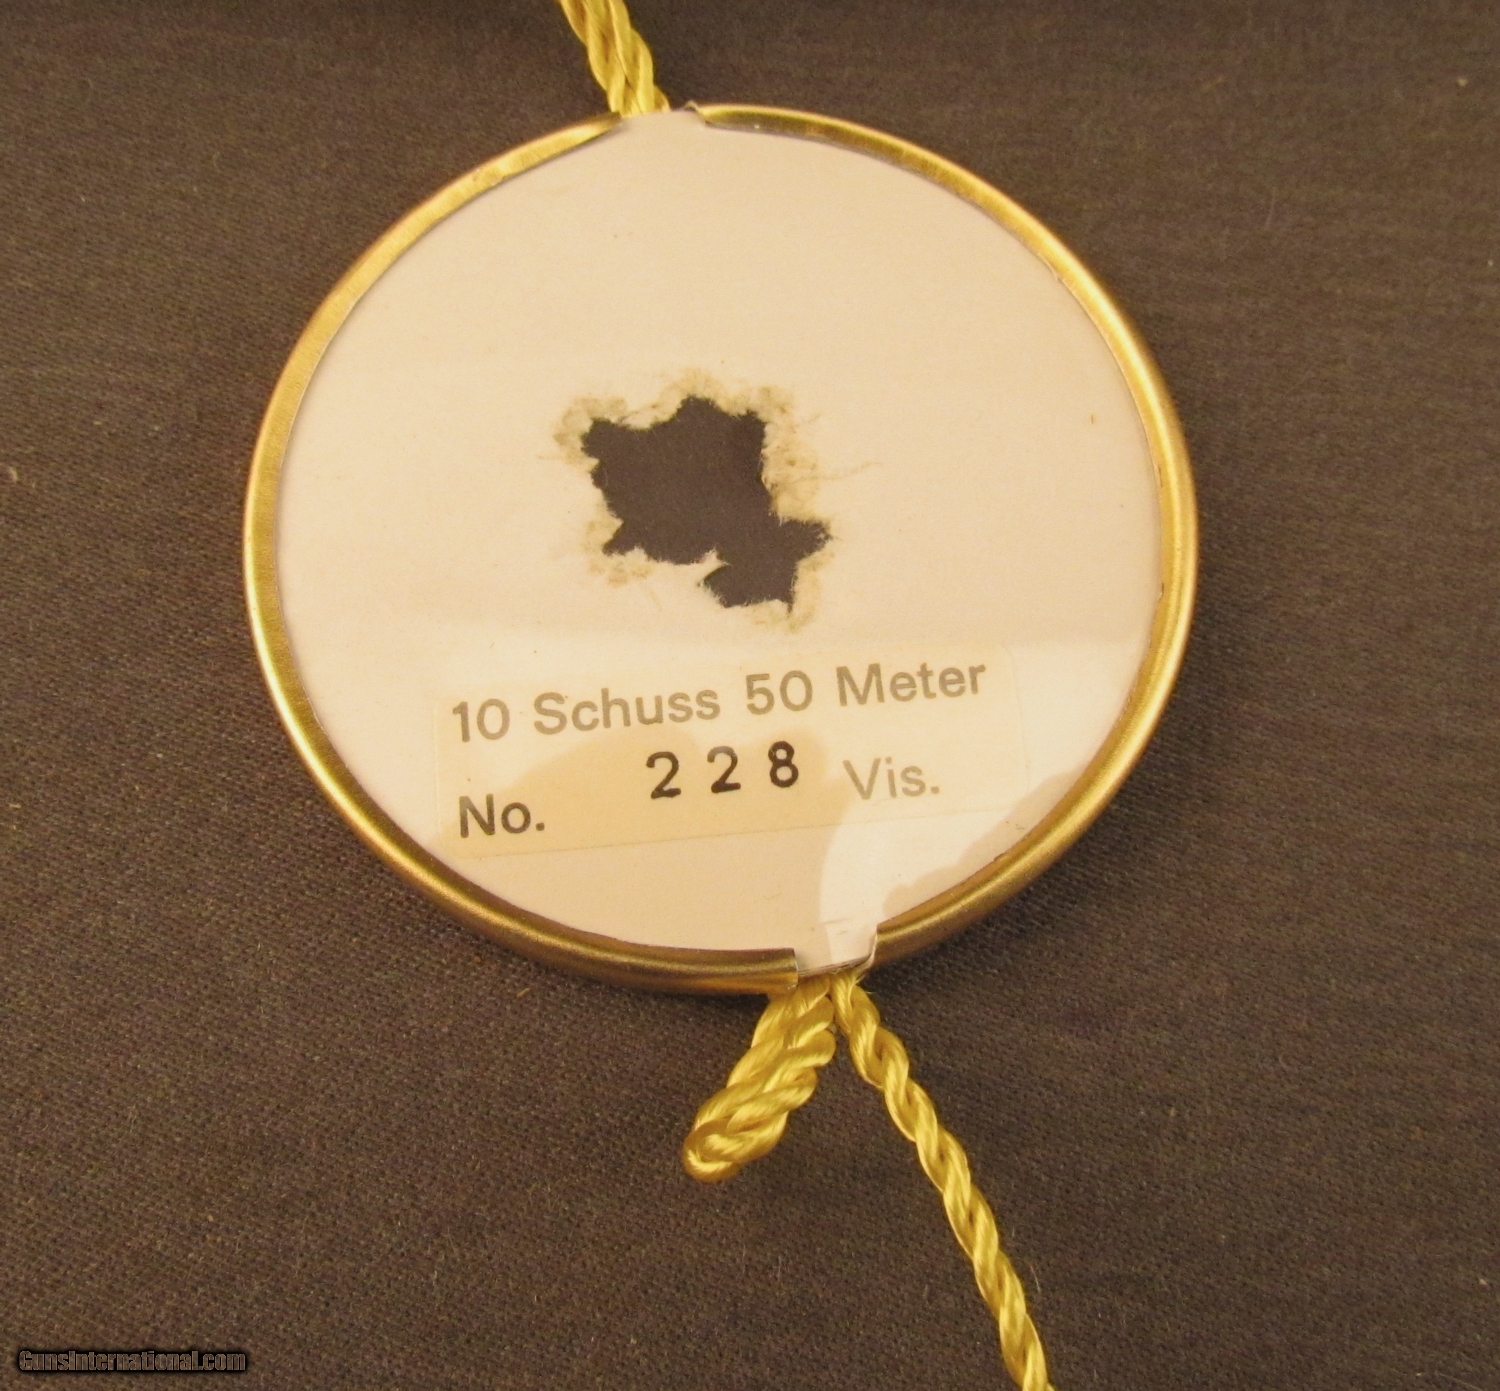 10 Schuss 50 Meter
No. 228 Vis.
GunsInternational.com